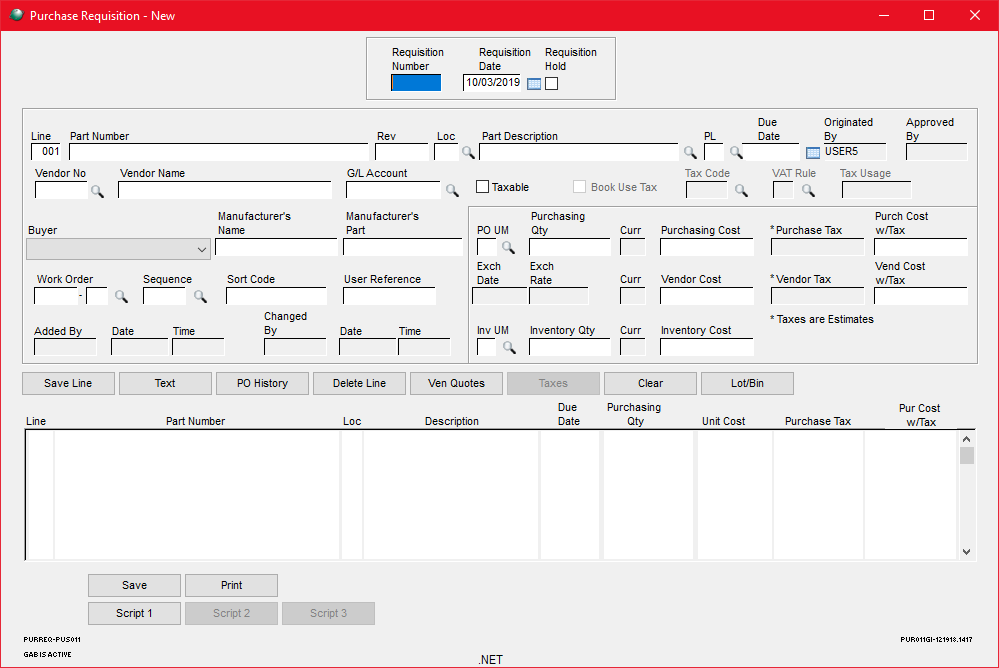 Purchase Requisition - New
Requisition Number Requisition Date Requisition Hold
10/03/2019
Line Part Number Rev Loc Part Description PL Due Date Originated By Approved By
001 USER5
Vendor No Vendor Name G/L Account Taxable Book Use Tax Tax Code VAT Rule Tax Usage
Buyer Manufacturer's Name Manufacturer's Part PO UM Purchasing Qty Curr Purchasing Cost *Purchase Tax Purch Cost w/Tax
Work Order - Sequence Sort Code User Reference Exch Date Exch Rate Curr Vendor Cost *Vendor Tax Vend Cost w/Tax
* Taxes are Estimates
Added By Date Time Changed By Date Time Inv UM Inventory Qty Curr Inventory Cost
Save Line Text PO History Delete Line Ven Quotes Taxes Clear Lot/Bin
Line Part Number Loc Description Due Date Purchasing Qty Unit Cost Purchase Tax Pur Cost w/Tax
Save Print
Script 1 Script 2 Script 3
PURREQ-PUS011 PUR011GI-121918.1417
GAB IS ACTIVE
.NET